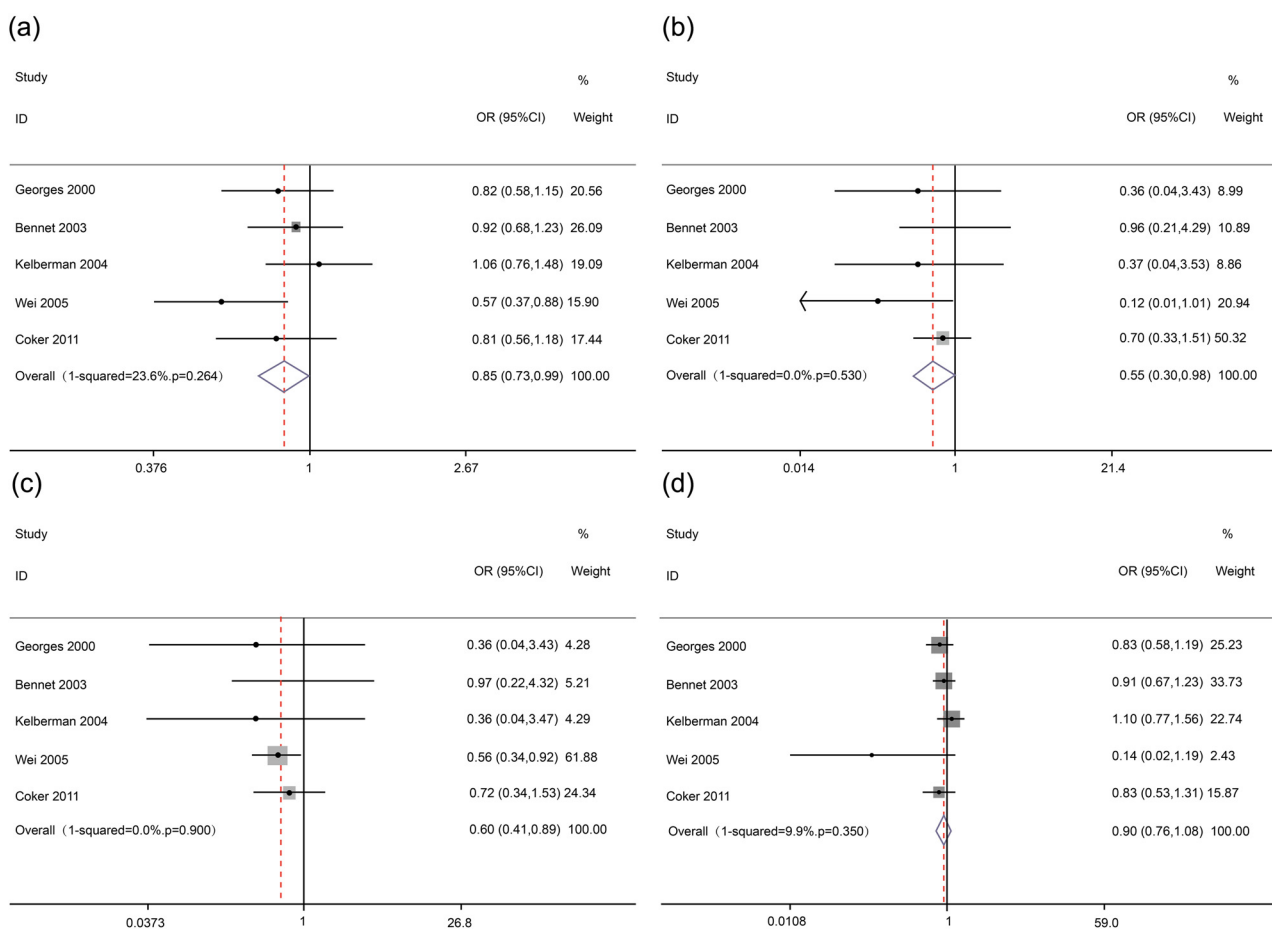 (a)
Study %
ID OR (95%CI) Weight
Georges 2000 0.82 (0.58,1.15) 20.56
Bennet 2003 0.92 (0.68,1.23) 26.09
Kelberman 2004 1.06 (0.76,1.48) 19.09
Wei 2005 0.57 (0.37,0.88) 15.90
Coker 2011 0.81 (0.56,1.18) 17.44
Overall（1-squared=23.6%.p=0.264) 0.85 (0.73,0.99) 100.00
0.376 1 2.67
(b)
Study %
ID OR (95%CI) Weight
Georges 2000 0.36 (0.04,3.43) 8.99
Bennet 2003 0.96 (0.21,4.29) 10.89
Kelberman 2004 0.37 (0.04,3.53) 8.86
Wei 2005 0.12 (0.01,1.01) 20.94
Coker 2011 0.70 (0.33,1.51) 50.32
Overall（1-squared=0.0%.p=0.530) 0.55 (0.30,0.98) 100.00
0.014 1 21.4
(c)
Study %
ID OR (95%CI) Weight
Georges 2000 0.36 (0.04,3.43) 4.28
Bennet 2003 0.97 (0.22,4.32) 5.21
Kelberman 2004 0.36 (0.04,3.47) 4.29
Wei 2005 0.56 (0.34,0.92) 61.88
Coker 2011 0.72 (0.34,1.53) 24.34
Overall（1-squared=0.0%.p=0.900) 0.60 (0.41,0.89) 100.00
0.0373 1 26.8
(d)
Study %
ID OR (95%CI) Weight
Georges 2000 0.83 (0.58,1.19) 25.23
Bennet 2003 0.91 (0.67,1.23) 33.73
Kelberman 2004 1.10 (0.77,1.56) 22.74
Wei 2005 0.14 (0.02,1.19) 2.43
Coker 2011 0.83 (0.53,1.31) 15.87
Overall（1-squared=9.9%.p=0.350) 0.90 (0.76,1.08) 100.00
0.0108 1 59.0